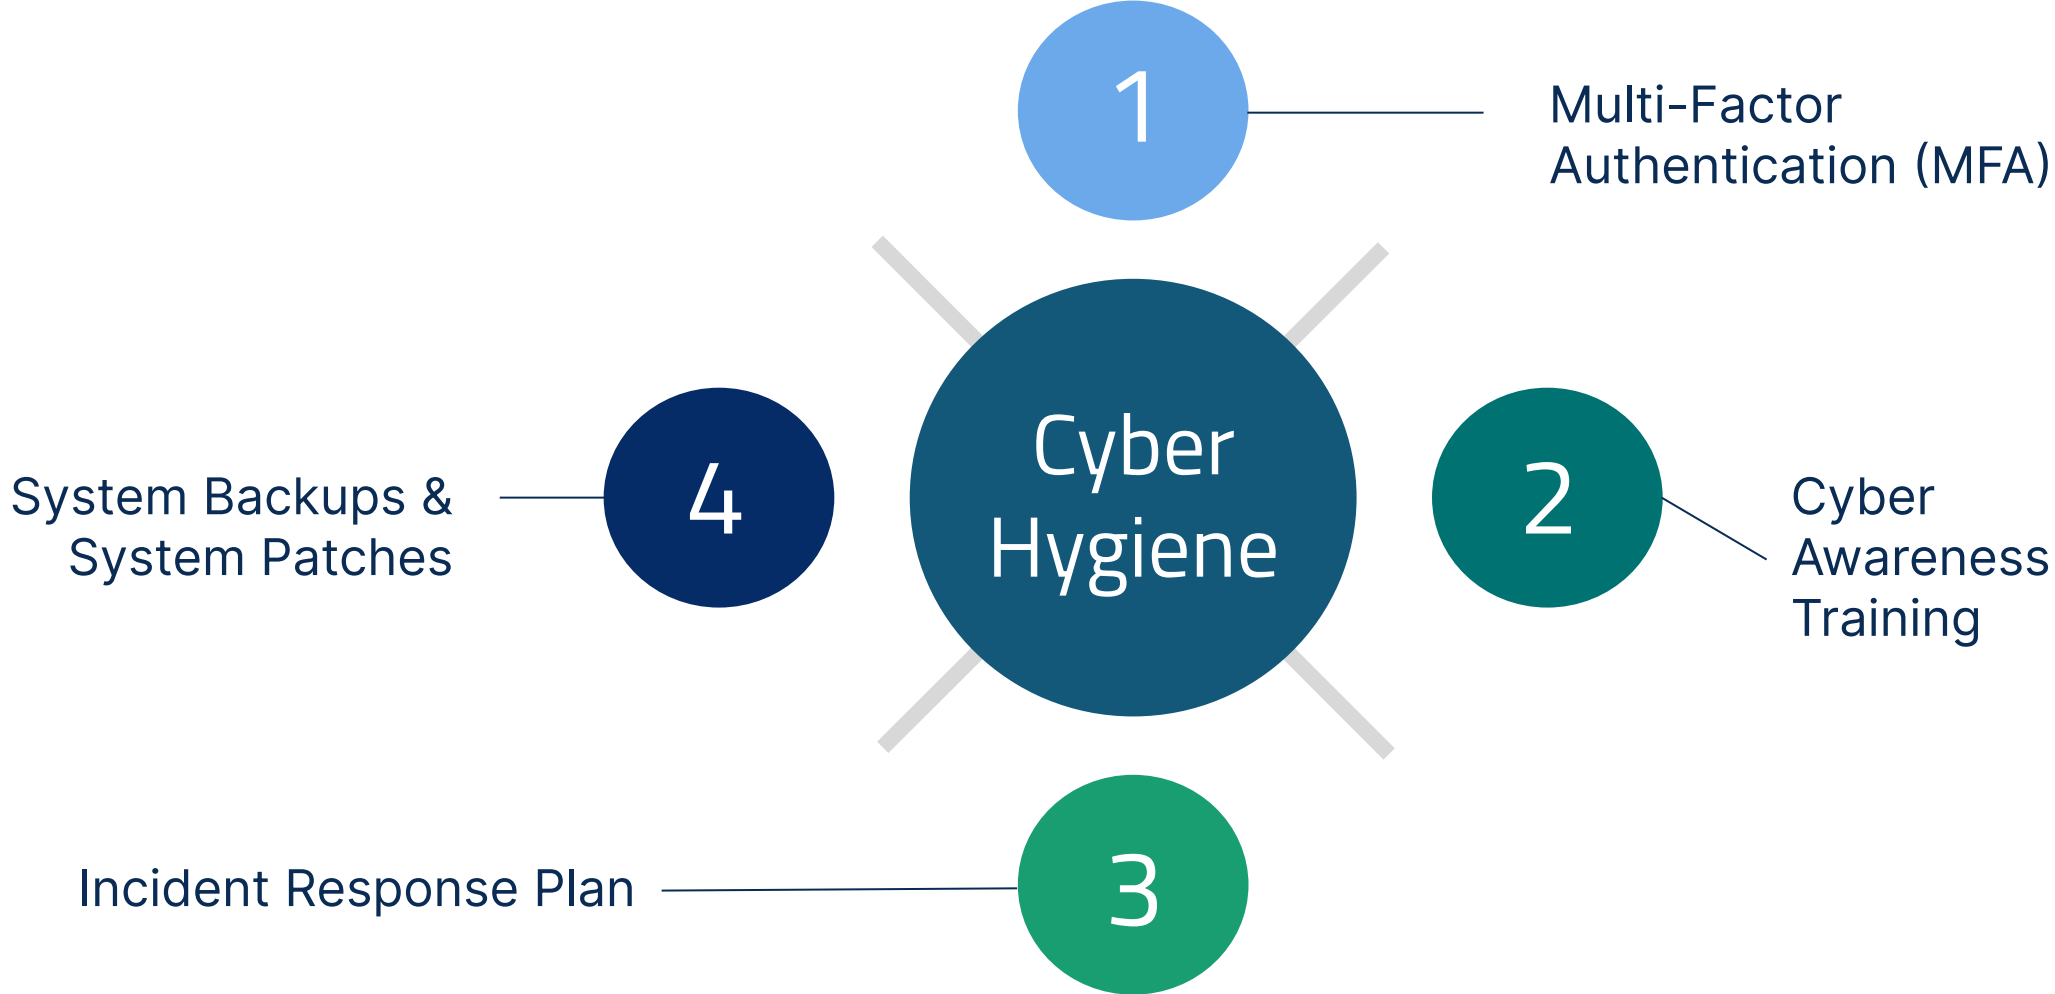 1
Multi-Factor
Authentication (MFA)
Cyber
Hygiene
2
Cyber
Awareness
Training
3
Incident Response Plan
4
System Backups &
System Patches